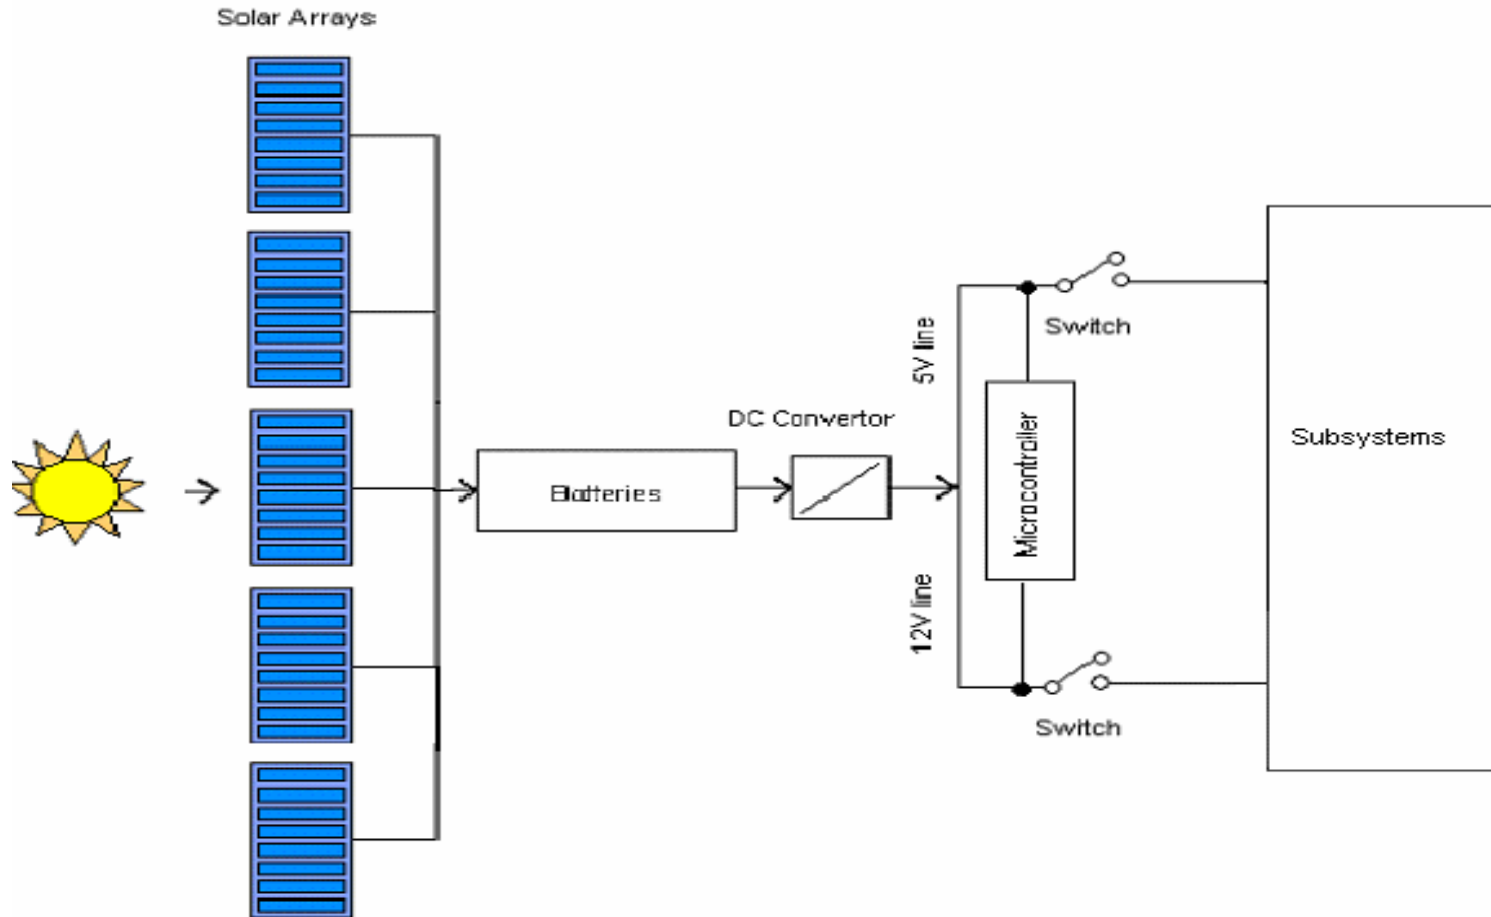 Solar Arrays
Switch
5V line
DC Convertor
Subsystems
Batteries
Microcontroller
12V line
Switch